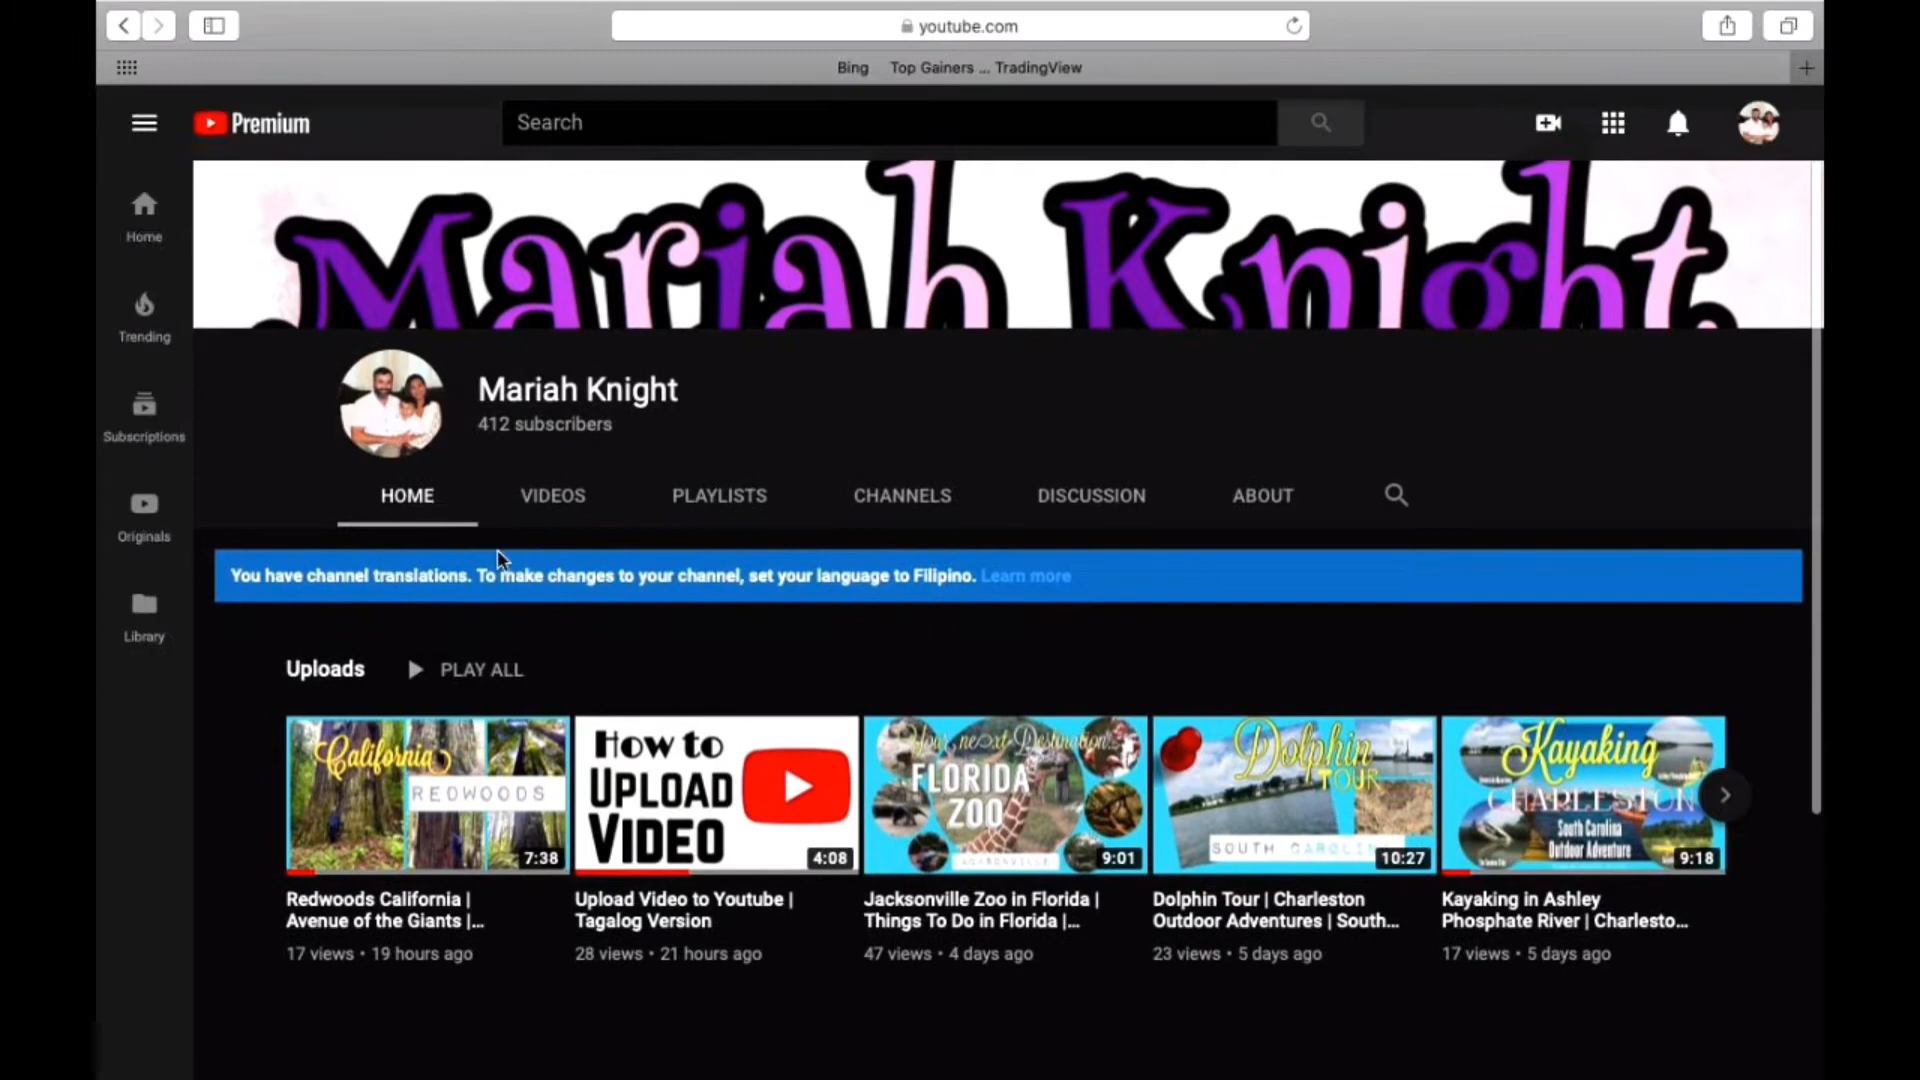 youtube.com
Bing Top Gainers ... TradingView
Premium
Search
Home
Trending
Subscriptions
Originals
Library
Mariah Knight
Mariah Knight
412 subscribers
HOME VIDEOS PLAYLISTS CHANNELS DISCUSSION ABOUT
You have channel translations. To make changes to your channel, set your language to Filipino. Learn more
Uploads PLAY ALL
California
REDWOODS
7:38
How to
UPLOAD
VIDEO
4:08
Your next Destination...
FLORIDA
ZOO
JACKSONVILLE
9:01
Dolphin
TOUR
SOUTH CAROLIN
10:27
Kayaking
CHARLESTON
South Carolina
Outdoor Adventure
9:18
Redwoods California |
Avenue of the Giants |...
17 views • 19 hours ago
Upload Video to Youtube |
Tagalog Version
28 views • 21 hours ago
Jacksonville Zoo in Florida |
Things To Do in Florida |...
47 views • 4 days ago
Dolphin Tour | Charleston
Outdoor Adventures | South...
23 views • 5 days ago
Kayaking in Ashley
Phosphate River | Charlesto...
17 views • 5 days ago